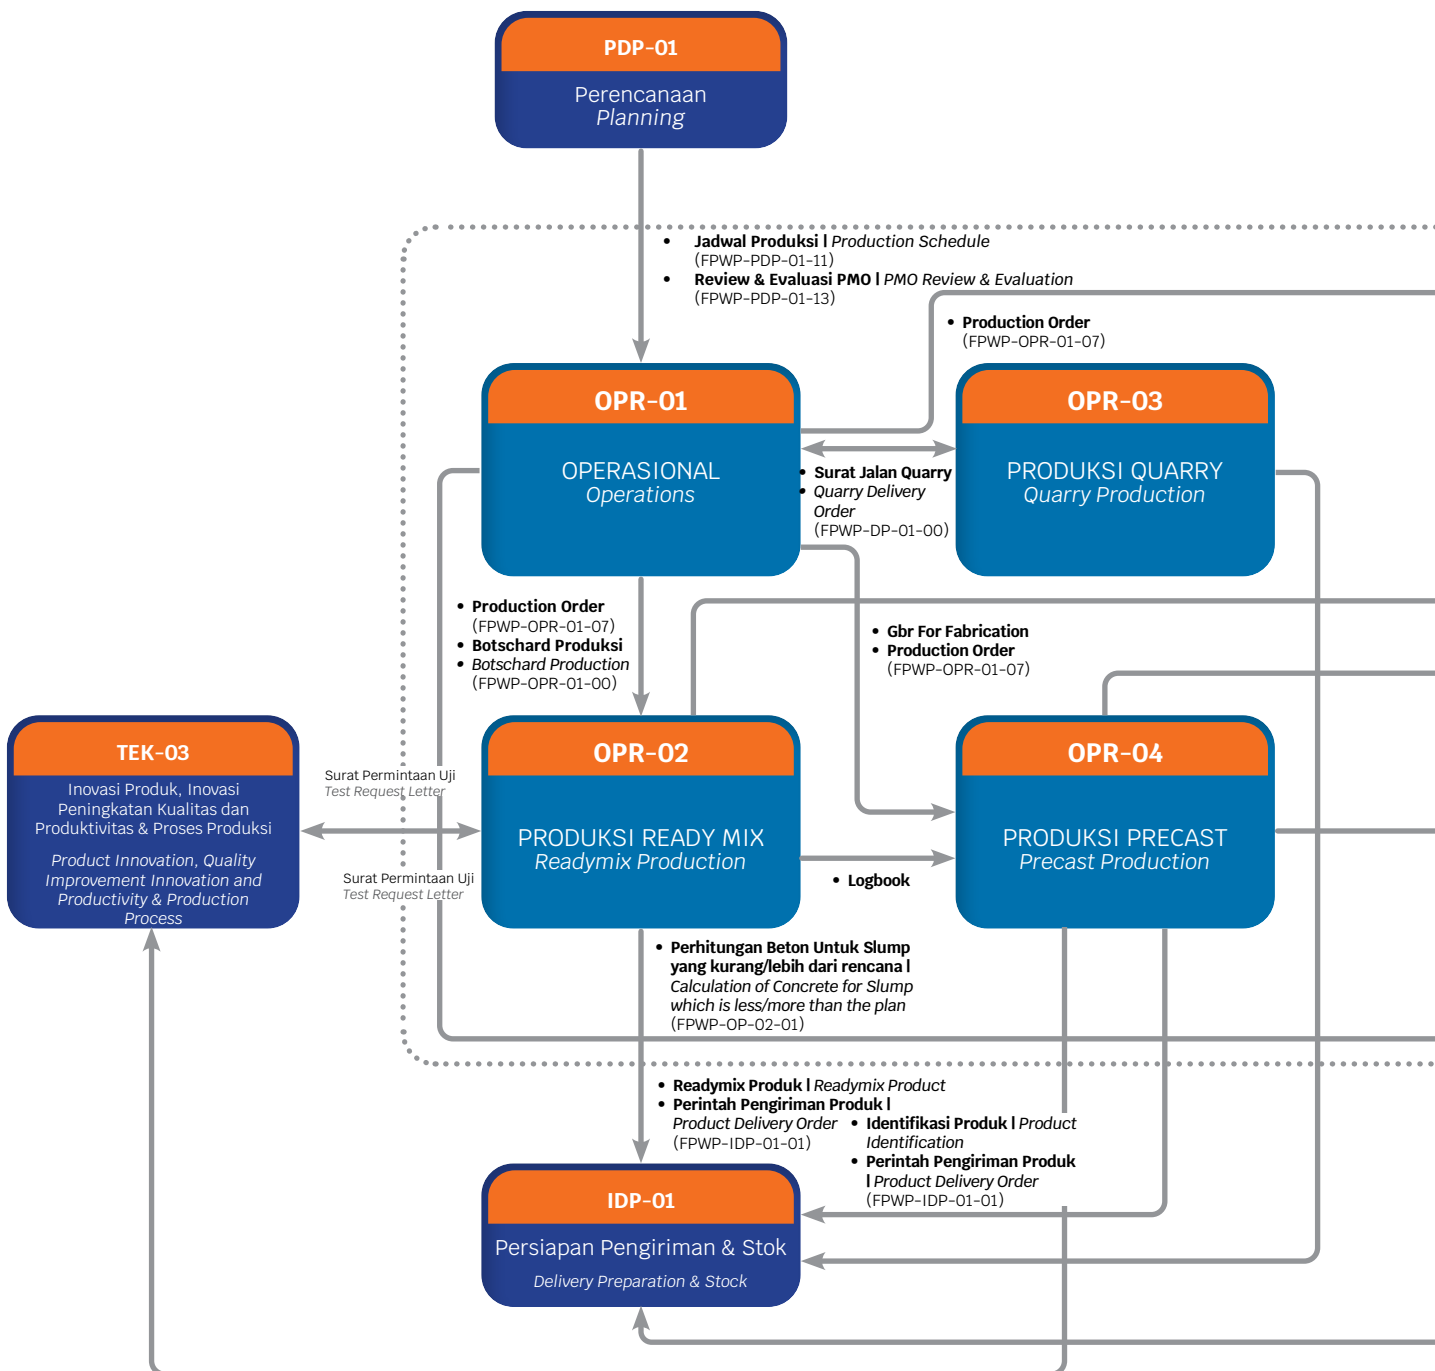 PDP-01
Perencanaan
Planning
• Jadwal Produksi | Production Schedule
(FPWP-PDP-01-11)
• Review & Evaluasi PMO | PMO Review & Evaluation
(FPWP-PDP-01-13)
• Production Order
(FPWP-OPR-01-07)
OPR-01
OPERASIONAL
Operations
• Surat Jalan Quarry
• Quarry Delivery
Order
(FPWP-DP-01-00)
OPR-03
PRODUKSI QUARRY
Quarry Production
• Production Order
(FPWP-OPR-01-07)
• Botschard Produksi
• Botschard Production
(FPWP-OPR-01-00)
• Gbr For Fabrication
• Production Order
(FPWP-OPR-01-07)
TEK-03
Inovasi Produk, Inovasi
Peningkatan Kualitas dan
Produktivitas & Proses Produksi
Product Innovation, Quality
Improvement Innovation and
Productivity & Production
Process
Surat Permintaan Uji
Test Request Letter
Surat Permintaan Uji
Test Request Letter
OPR-02
PRODUKSI READY MIX
Readymix Production
• Logbook
OPR-04
PRODUKSI PRECAST
Precast Production
• Perhitungan Beton Untuk Slump
yang kurang/lebih dari rencana |
Calculation of Concrete for Slump
which is less/more than the plan
(FPWP-OP-02-01)
• Readymix Produk | Readymix Product
• Perintah Pengiriman Produk |
Product Delivery Order
(FPWP-IDP-01-01)
• Identifikasi Produk | Product
Identification
• Perintah Pengiriman Produk
| Product Delivery Order
(FPWP-IDP-01-01)
IDP-01
Persiapan Pengiriman & Stok
Delivery Preparation & Stock